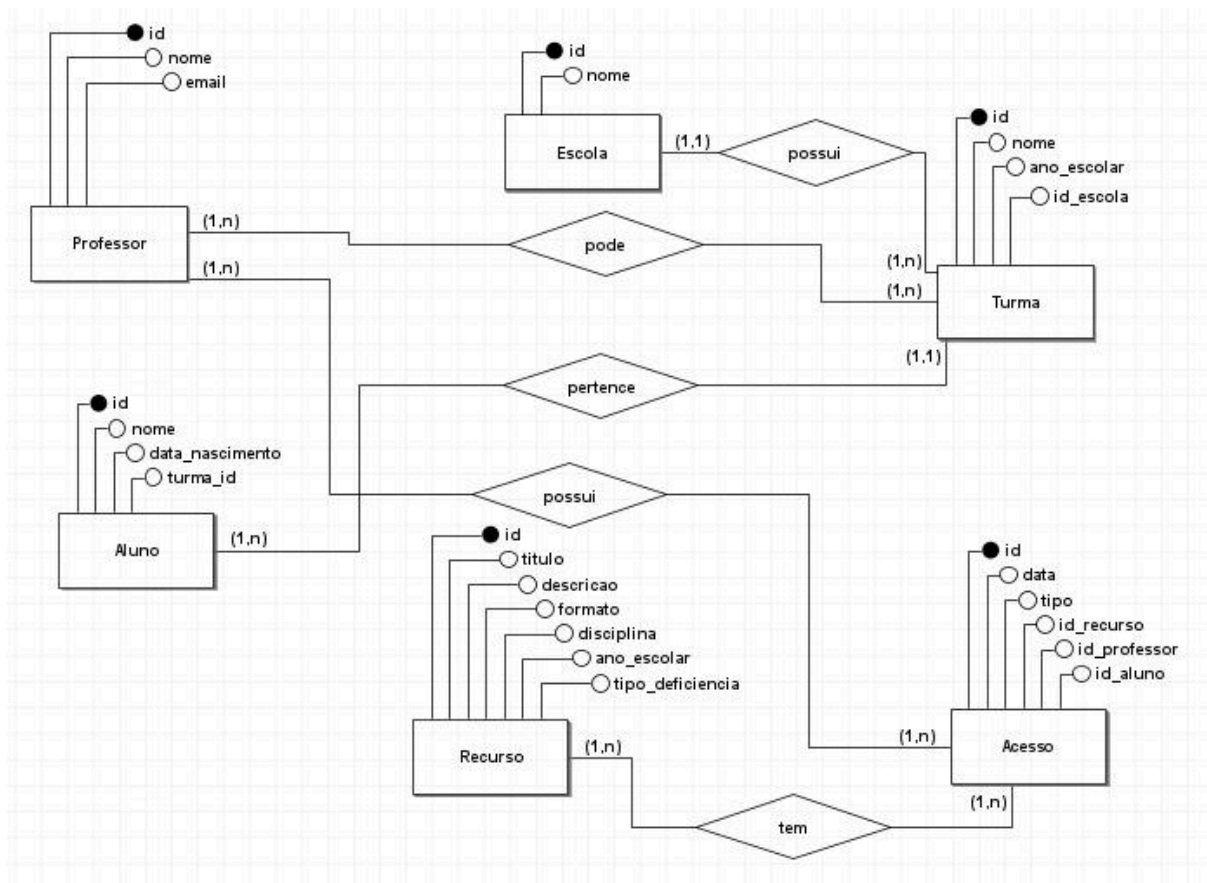 id
nome
email
Professor
(1,n)
(1,n)
id
nome
Escola
(1,1)
possui
id
nome
ano_escolar
id_escola
(1,n)
(1,n)
Turma
(1,1)
pode
pertence
id
nome
data_nascimento
turma_id
Aluno
(1,n)
possui
id
titulo
descricao
formato
disciplina
ano_escolar
tipo_deficiencia
Recurso
(1,n)
id
data
tipo
id_recurso
id_professor
id_aluno
(1,n)
Acesso
(1,n)
tem